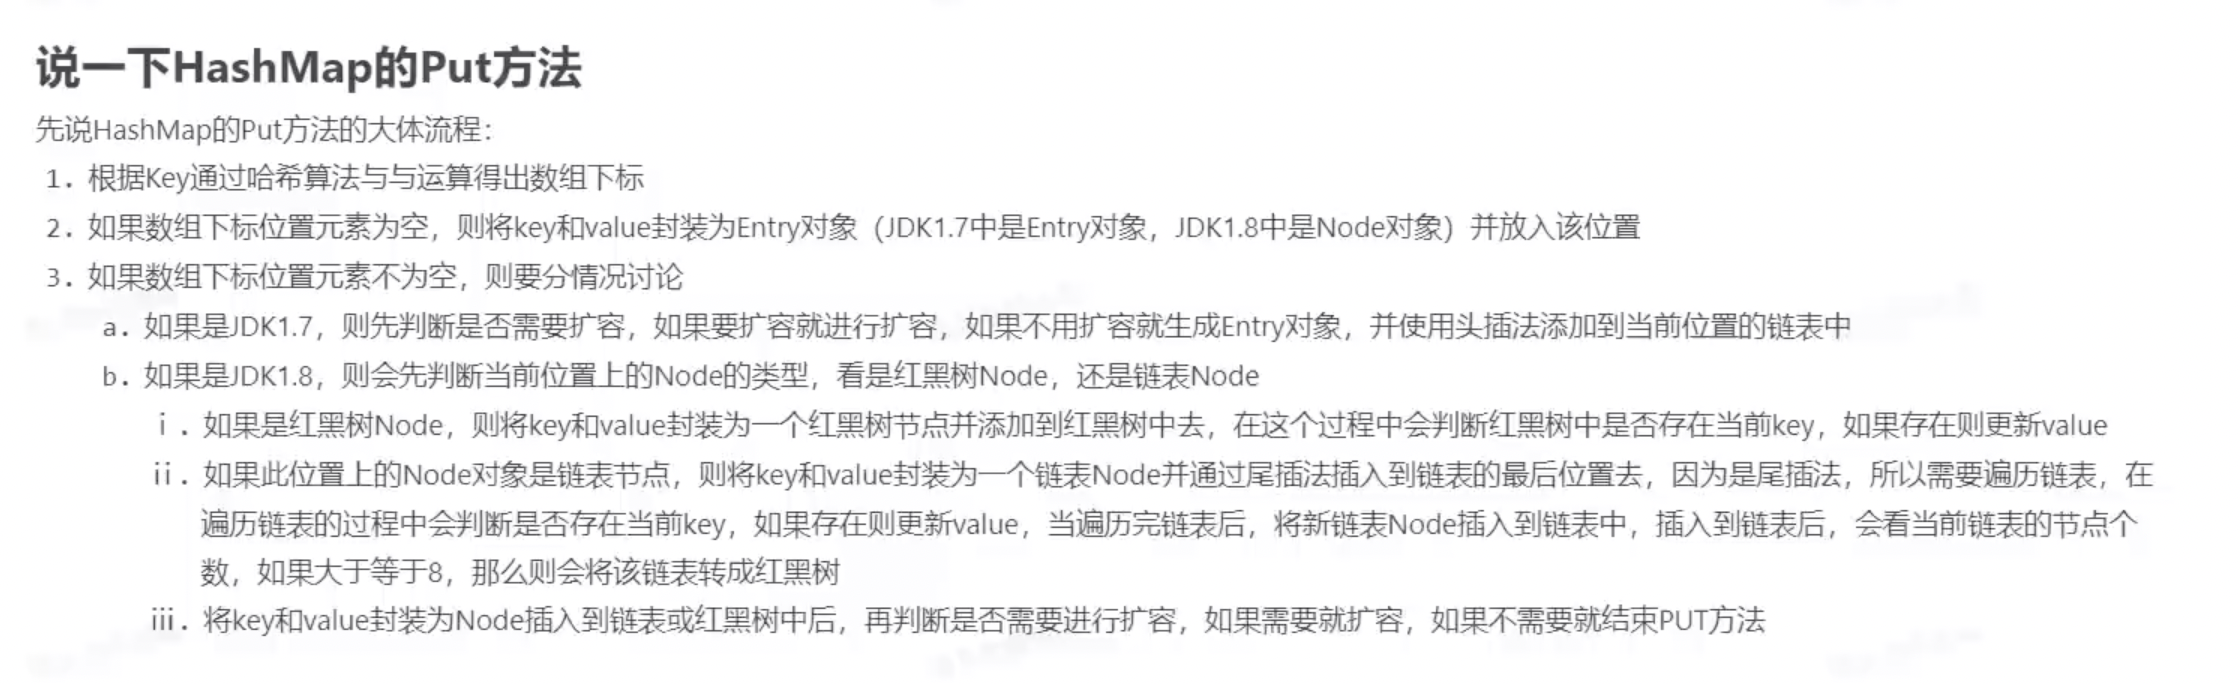 说一下HashMap的Put方法
先说HashMap的Put方法的大体流程：
1. 根据Key通过哈希算法与与运算得出数组下标
2. 如果数组下标位置元素为空，则将key和value封装为Entry对象（JDK1.7中是Entry对象，JDK1.8中是Node对象）并放入该位置
3. 如果数组下标位置元素不为空，则要分情况讨论
a. 如果是JDK1.7，则先判断是否需要扩容，如果要扩容就进行扩容，如果不用扩容就生成Entry对象，并使用头插法添加到当前位置的链表中
b. 如果是JDK1.8，则会先判断当前位置上的Node的类型，看是红黑树Node，还是链表Node
ⅰ. 如果是红黑树Node，则将key和value封装为一个红黑树节点并添加到红黑树中去，在这个过程中会判断红黑树中是否存在当前key，如果存在则更新value
ⅱ. 如果此位置上的Node对象是链表节点，则将key和value封装为一个链表Node并通过尾插法插入到链表的最后位置去，因为是尾插法，所以需要遍历链表，在
遍历链表的过程中会判断是否存在当前key，如果存在则更新value，当遍历完链表后，将新链表Node插入到链表中，插入到链表后，会看当前链表的节点个
数，如果大于等于8，那么则会将该链表转成红黑树
ⅲ. 将key和value封装为Node插入到链表或红黑树中后，再判断是否需要进行扩容，如果需要就扩容，如果不需要就结束PUT方法